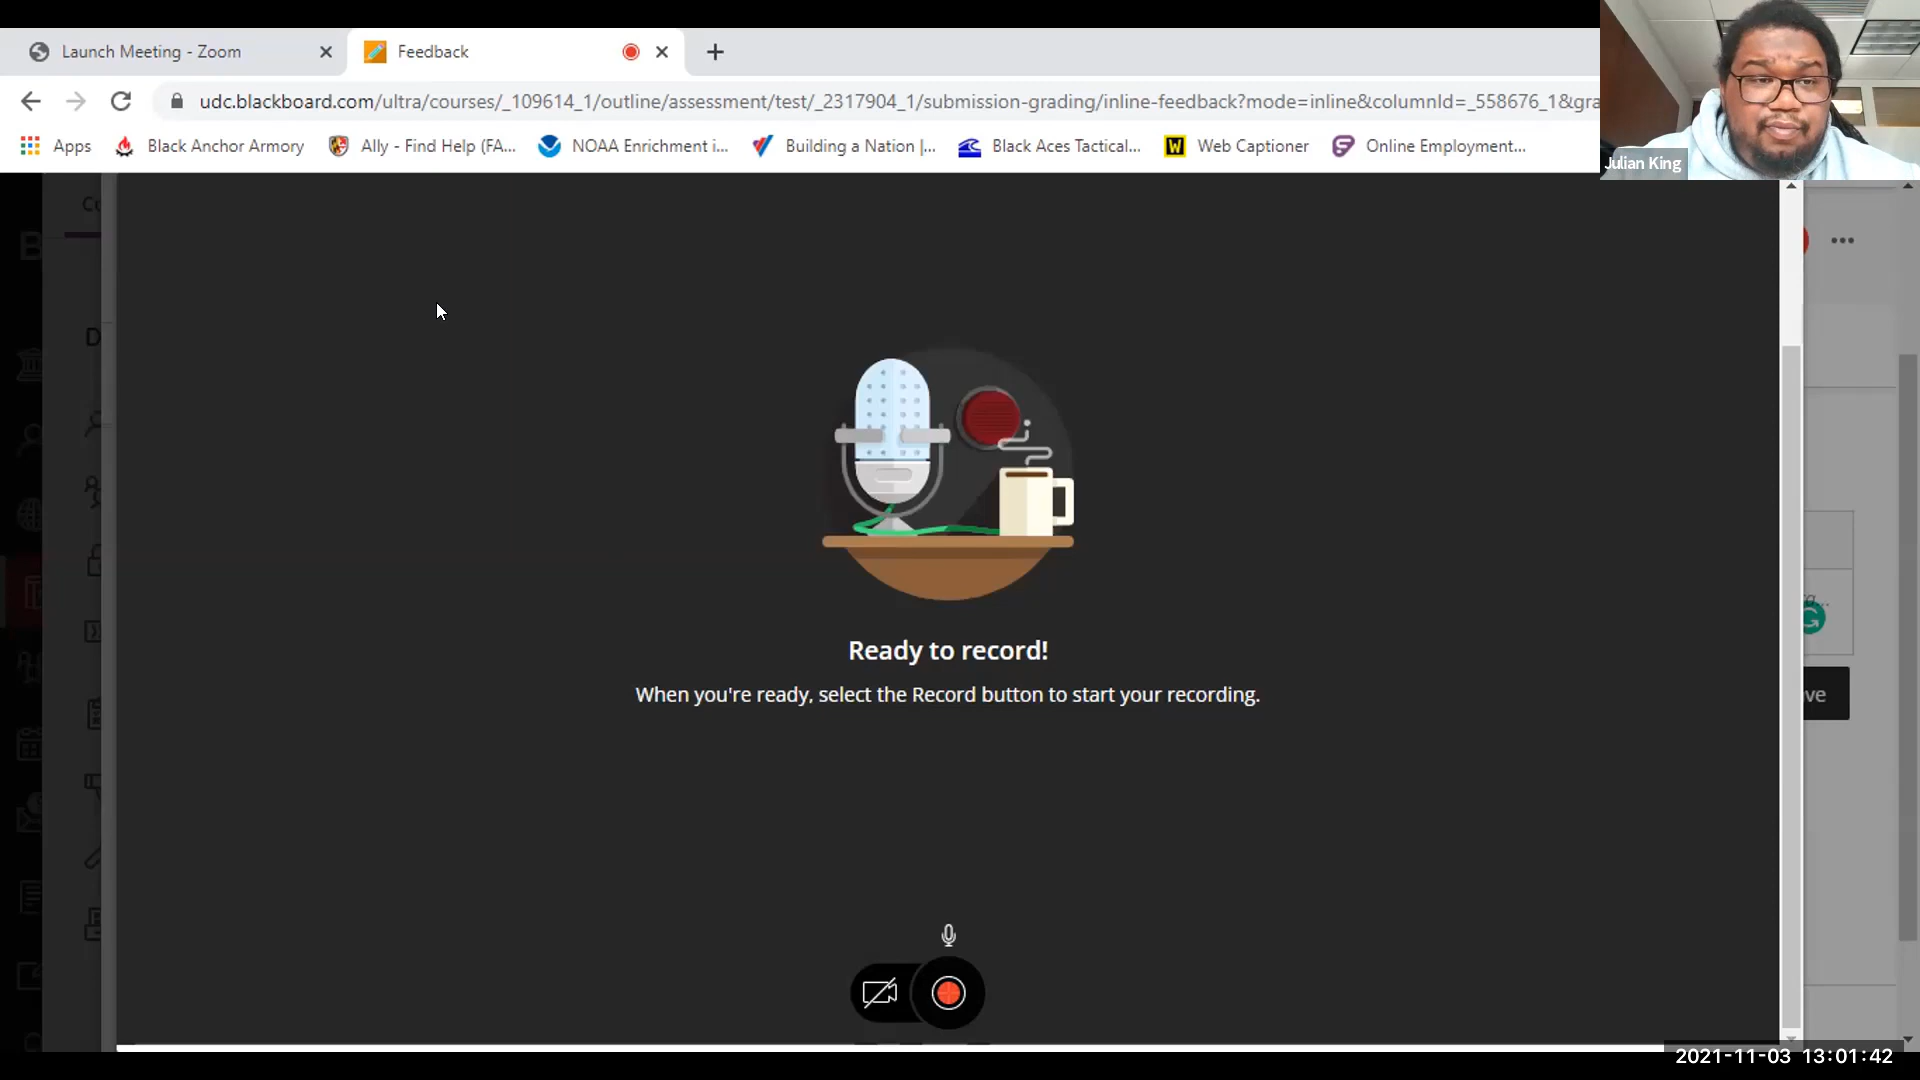 Launch Meeting - Zoom
Feedback
udc.blackboard.com/ultra/courses/_109614_1/outline/assessment/test/_2317904_1/submission-grading/inline-feedback?mode=inline&columnId=_558676_1&gra
Apps
Black Anchor Armory
Ally - Find Help (FA...
NOAA Enrichment i...
Building a Nation |...
W
Black Aces Tactical...
Web Captioner
Online Employment...
Julian King
B
Co
D
Ready to record!
When you're ready, select the Record button to start your recording.
ve
2021-11-03 13:01:42